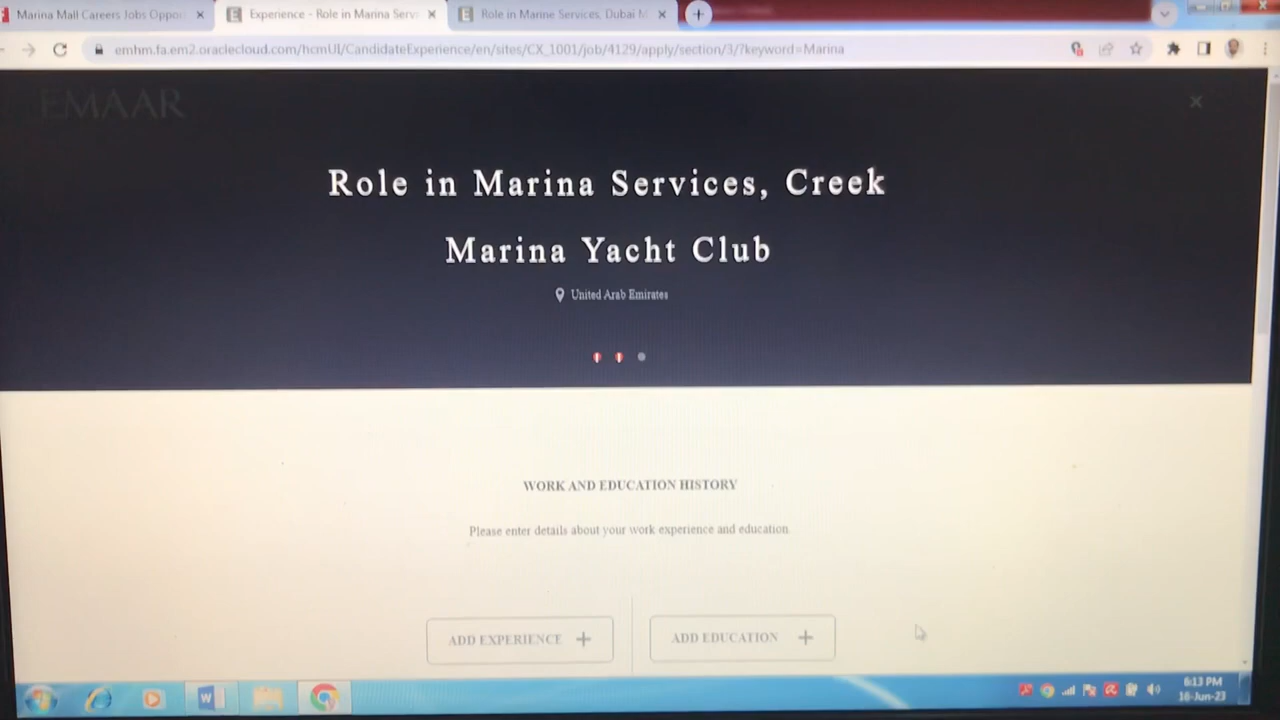 Marina Mall Careers Jobs Oppor
Experience - Role in Marina Serv
Role in Marine Services, Dubai M
emhm.fa.em2.oraclecloud.com/hcmUI/CandidateExperience/en/sites/CX_1001/job/4129/apply/section/3/?keyword=Marina
EMAAR
Role in Marina Services, Creek
Marina Yacht Club
United Arab Emirates
WORK AND EDUCATION HISTORY
Please enter details about your work experience and education.
ADD EXPERIENCE +
ADD EDUCATION +
6:13 PM
16-Jun-23